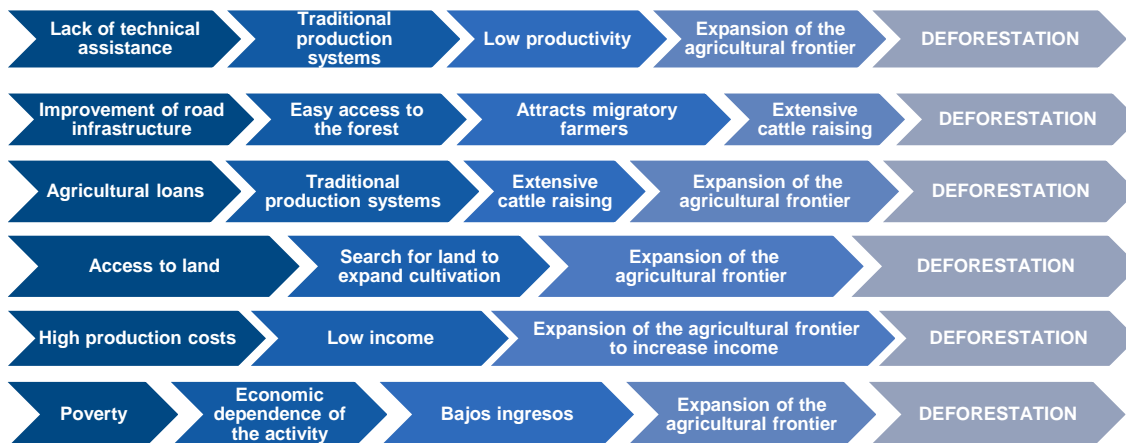 Lack of technical
assistance
Traditional
production
systems
Low productivity
Expansion of the
agricultural frontier
DEFORESTATION
Improvement of road
infrastructure
Easy access to
the forest
Attracts migratory
farmers
Extensive
cattle raising
DEFORESTATION
Agricultural loans
Traditional
production systems
Extensive
cattle raising
Expansion of the
agricultural frontier
DEFORESTATION
Access to land
Search for land to
expand cultivation
Expansion of the
agricultural frontier
DEFORESTATION
High production costs
Low income
Expansion of the agricultural frontier
to increase income
DEFORESTATION
Poverty
Economic
dependence of
the activity
Bajos ingresos
Expansion of the
agricultural frontier
DEFORESTATION